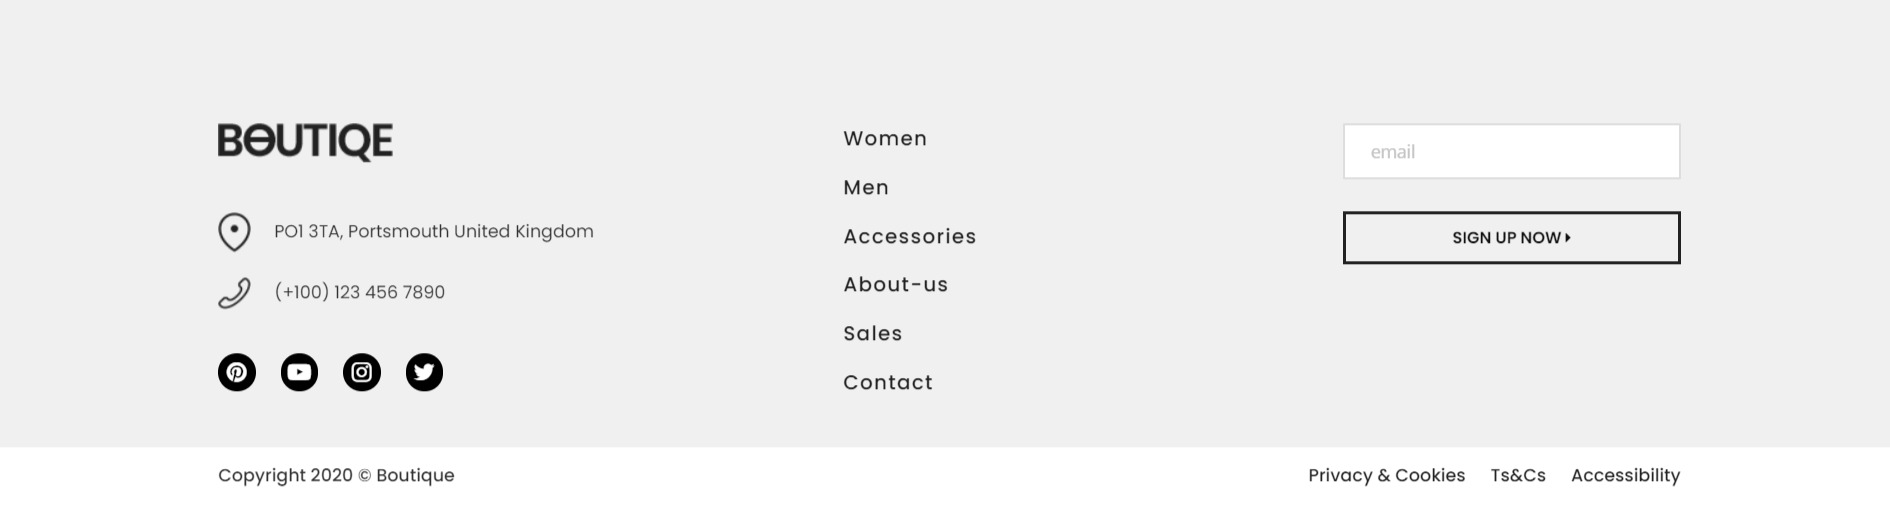 BOUTIQE
PO1 3TA, Portsmouth United Kingdom
(+100) 123 456 7890
Women
Men
Accessories
About-us
Sales
Contact
email
SIGN UP NOW
Copyright 2020 © Boutique
Privacy & Cookies Ts&Cs Accessibility